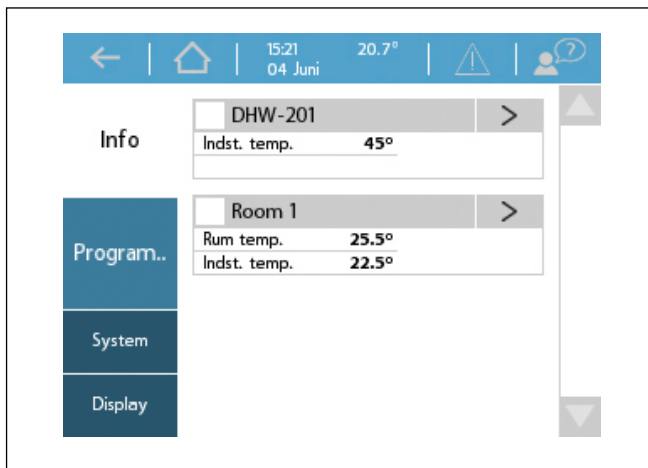 15:21 20.7°
04 Juni
?
Info
DHW-201 >
Indst. temp. 45°
Room 1 >
Rum temp. 25.5°
Indst. temp. 22.5°
Program..
System
Display